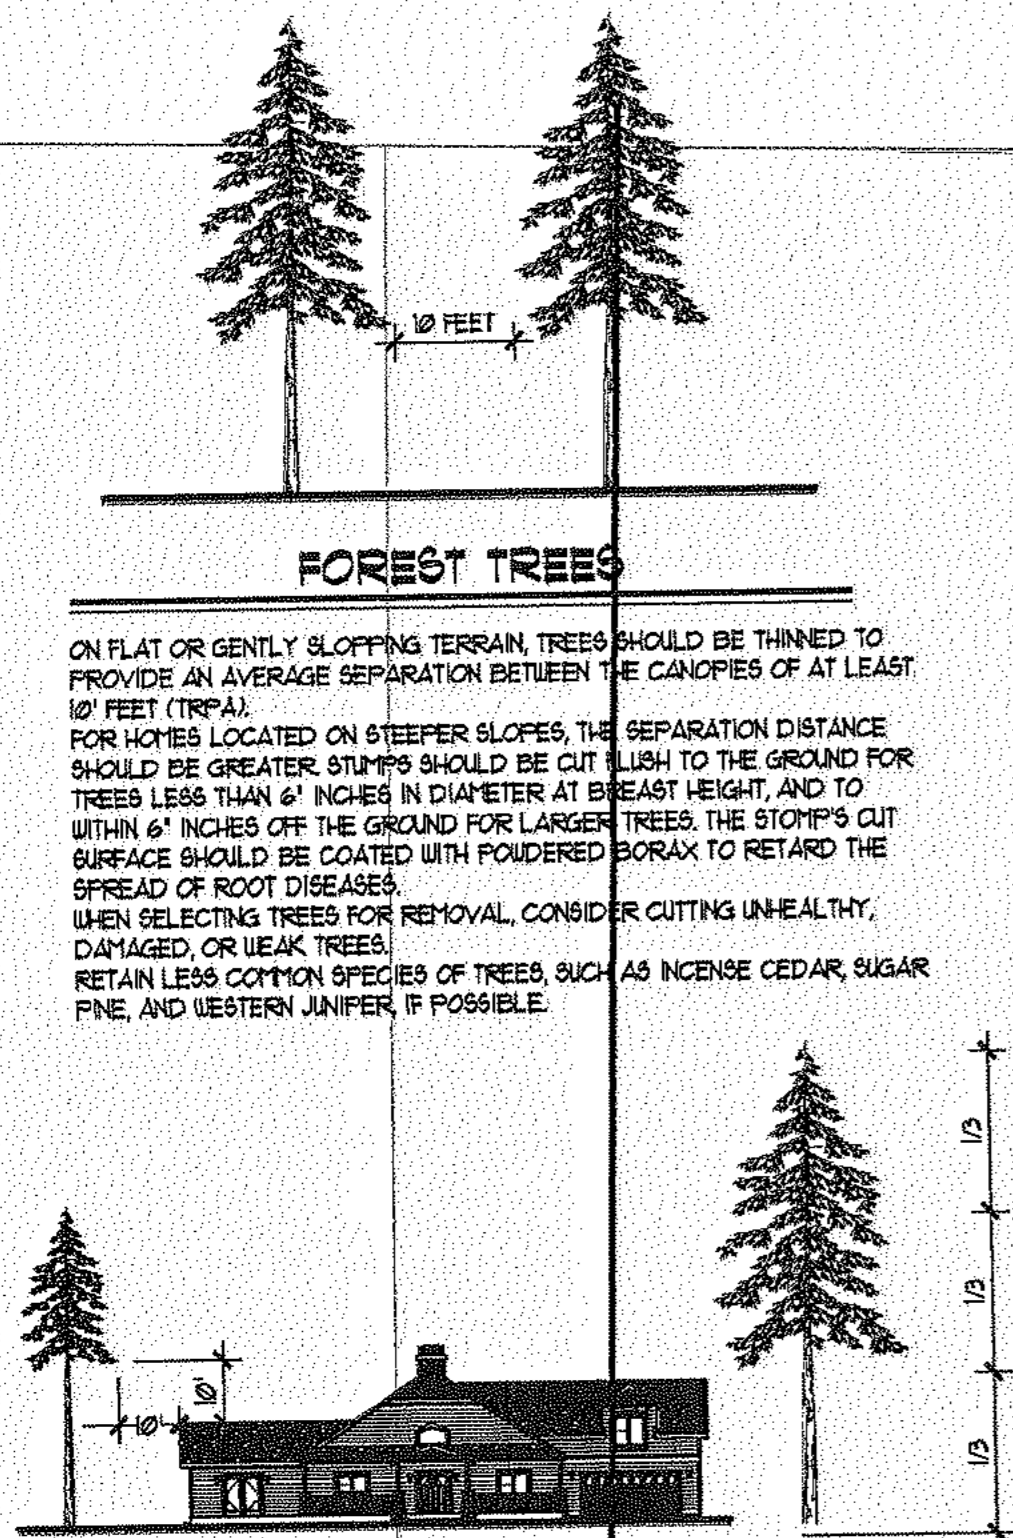 10 FEET
FOREST TREES
ON FLAT OR GENTLY SLOPPING TERRAIN, TREES SHOULD BE THINNED TO
PROVIDE AN AVERAGE SEPARATION BETWEEN THE CANOPIES OF AT LEAST
10' FEET (TRPA).
FOR HOMES LOCATED ON STEEPER SLOPES, THE SEPARATION DISTANCE
SHOULD BE GREATER. STUMPS SHOULD BE CUT FLUSH TO THE GROUND FOR
TREES LESS THAN 6" INCHES IN DIAMETER AT BREAST HEIGHT, AND TO
WITHIN 6" INCHES OFF THE GROUND FOR LARGER TREES. THE STOMP'S CUT
SURFACE SHOULD BE COATED WITH POWDERED BORAX TO RETARD THE
SPREAD OF ROOT DISEASES.
WHEN SELECTING TREES FOR REMOVAL, CONSIDER CUTTING UNHEALTHY,
DAMAGED, OR WEAK TREES.
RETAIN LESS COMMON SPECIES OF TREES, SUCH AS INCENSE CEDAR, SUGAR
PINE, AND WESTERN JUNIPER, IF POSSIBLE.
1/3
1/3
10'
10'
1/3